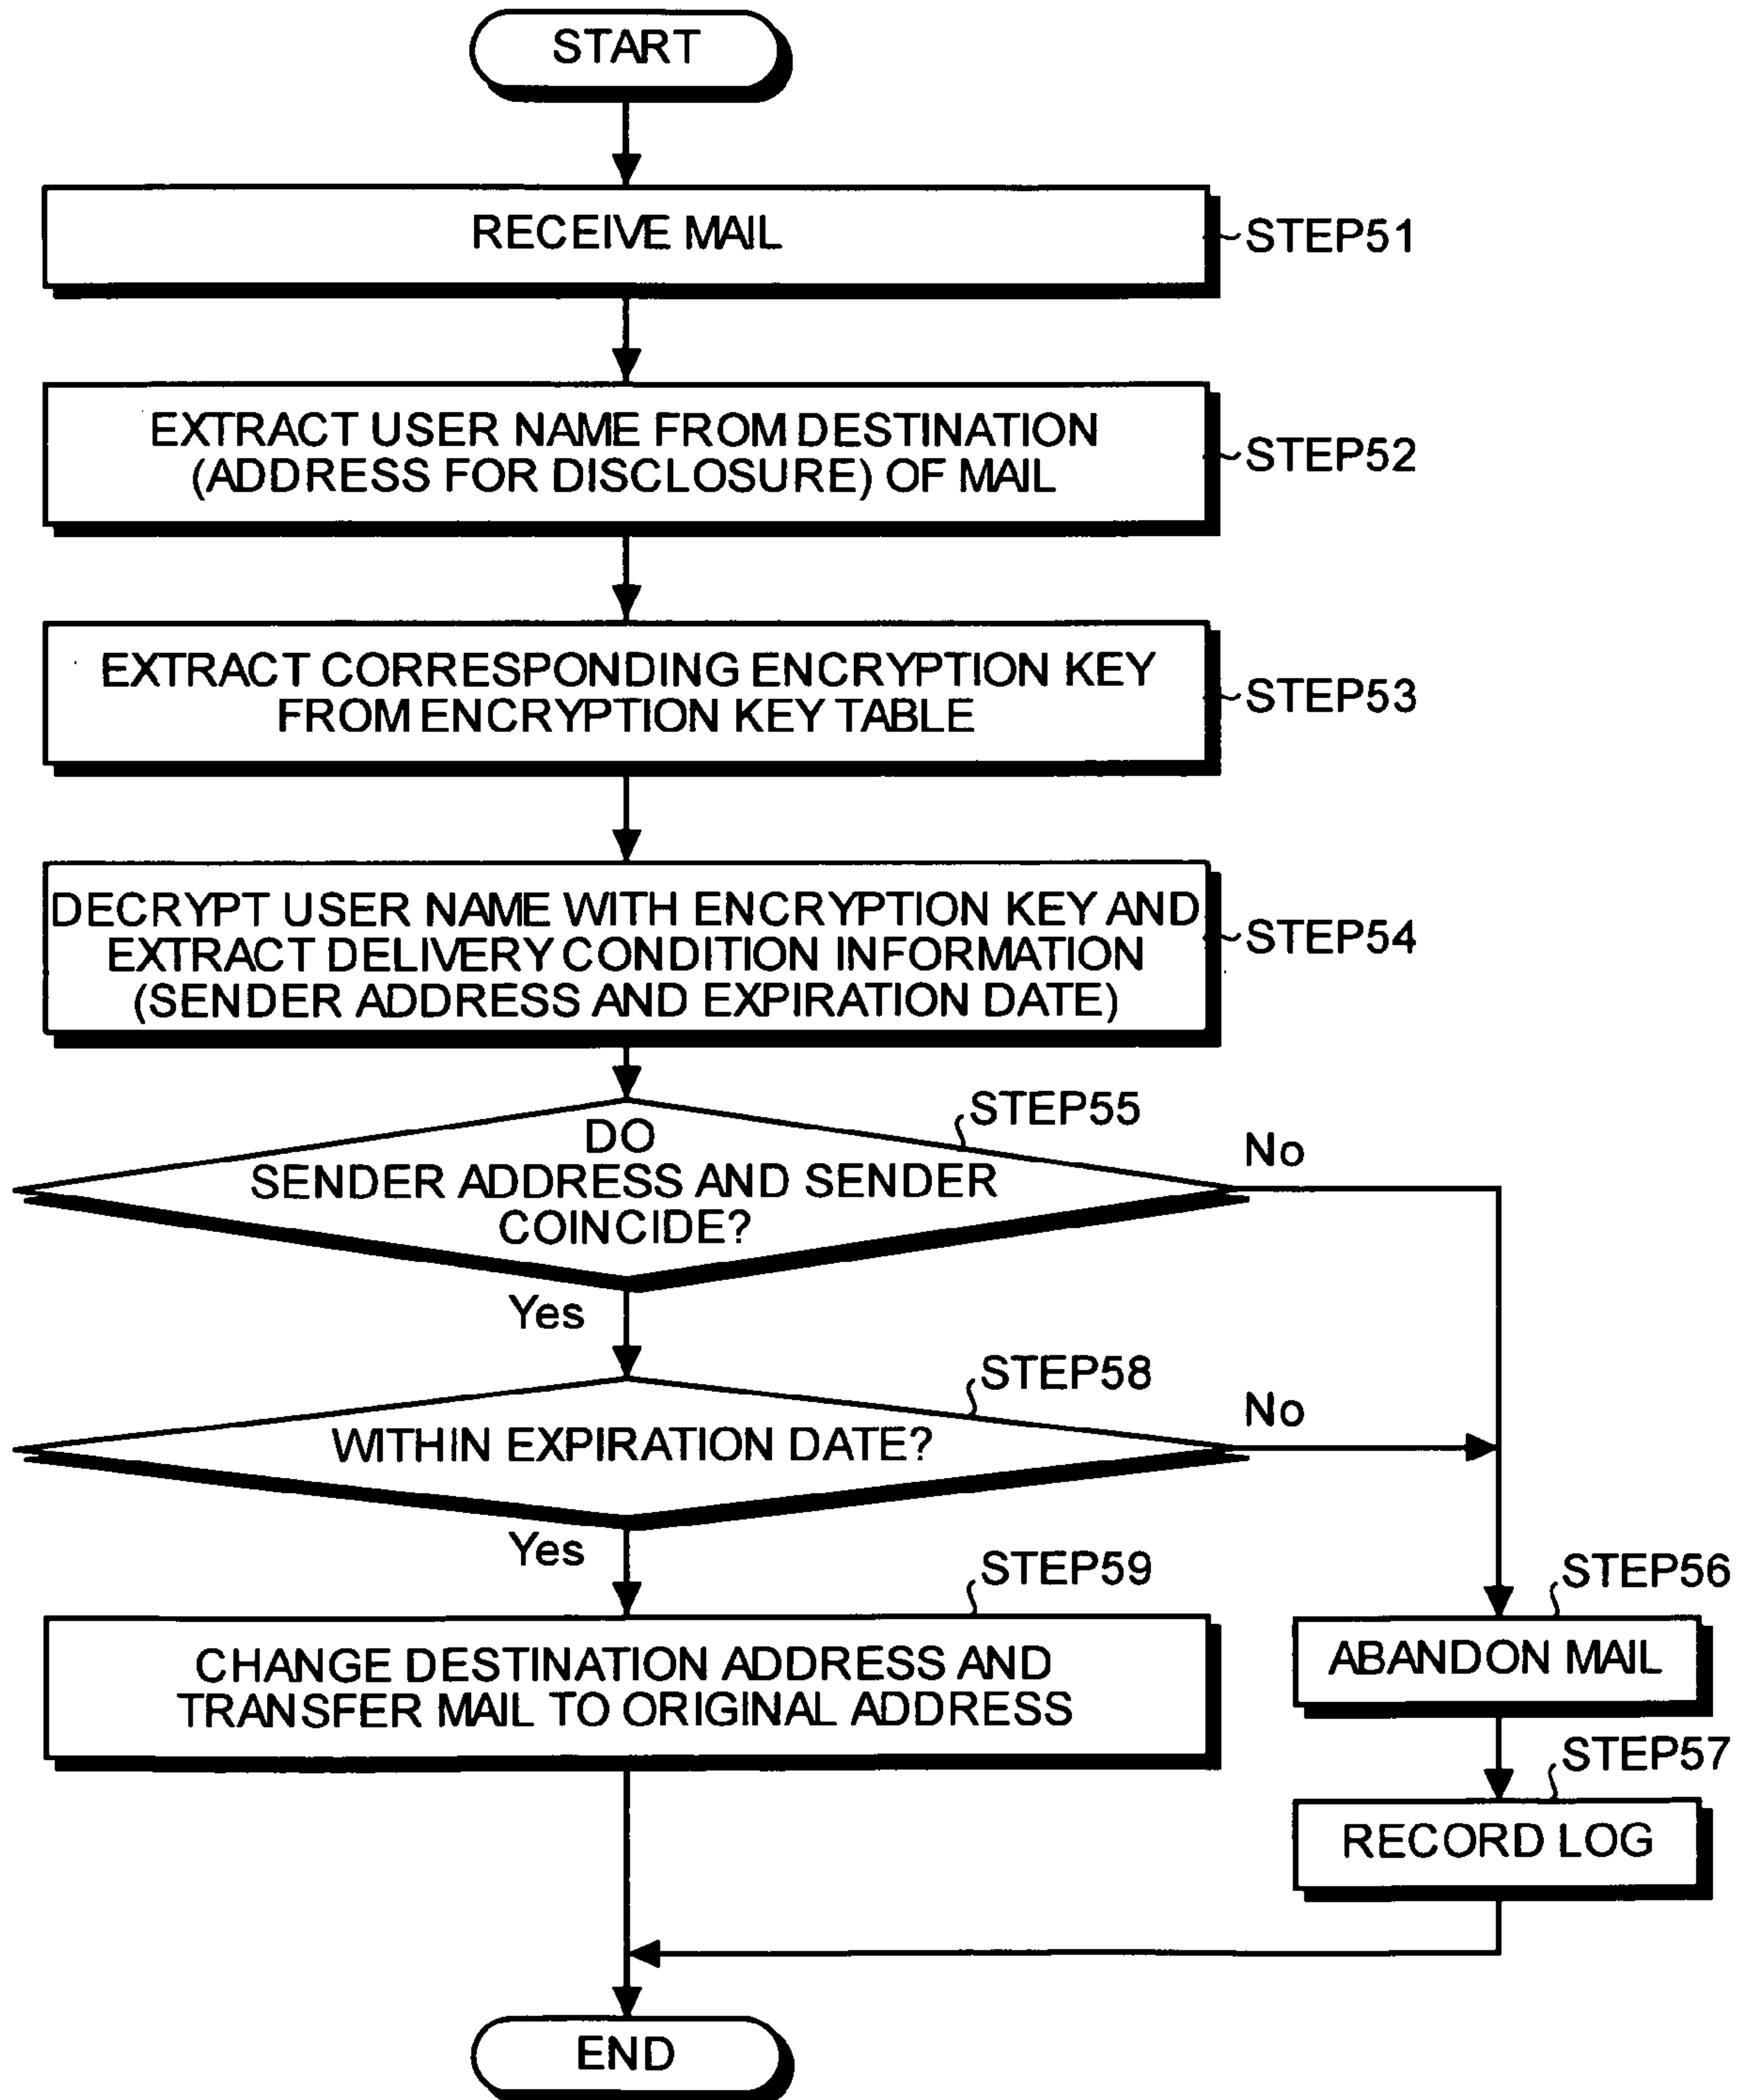 START
RECEIVE MAIL
STEP51
EXTRACT USER NAME FROM DESTINATION
(ADDRESS FOR DISCLOSURE) OF MAIL
STEP52
EXTRACT CORRESPONDING ENCRYPTION KEY
FROM ENCRYPTION KEY TABLE
STEP53
DECRYPT USER NAME WITH ENCRYPTION KEY AND
EXTRACT DELIVERY CONDITION INFORMATION
(SENDER ADDRESS AND EXPIRATION DATE)
STEP54
STEP55
DO
SENDER ADDRESS AND SENDER
COINCIDE?
No
Yes
STEP58
WITHIN EXPIRATION DATE?
No
Yes
STEP59
CHANGE DESTINATION ADDRESS AND
TRANSFER MAIL TO ORIGINAL ADDRESS
STEP56
ABANDON MAIL
STEP57
RECORD LOG
END